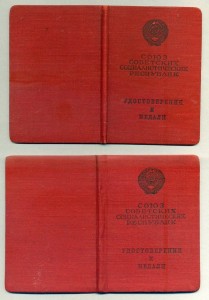 СОЮЗ
СОВЕТСКИХ
СОЦИАЛИСТИЧЕСКИХ
РЕСПУБЛИК
УДОСТОВЕРЕНИЕ
К
МЕДАЛИ
СОЮЗ
СОВЕТСКИХ
СОЦИАЛИСТИЧЕСКИХ
РЕСПУБЛИК
УДОСТОВЕРЕНИЕ
К
МЕДАЛИ